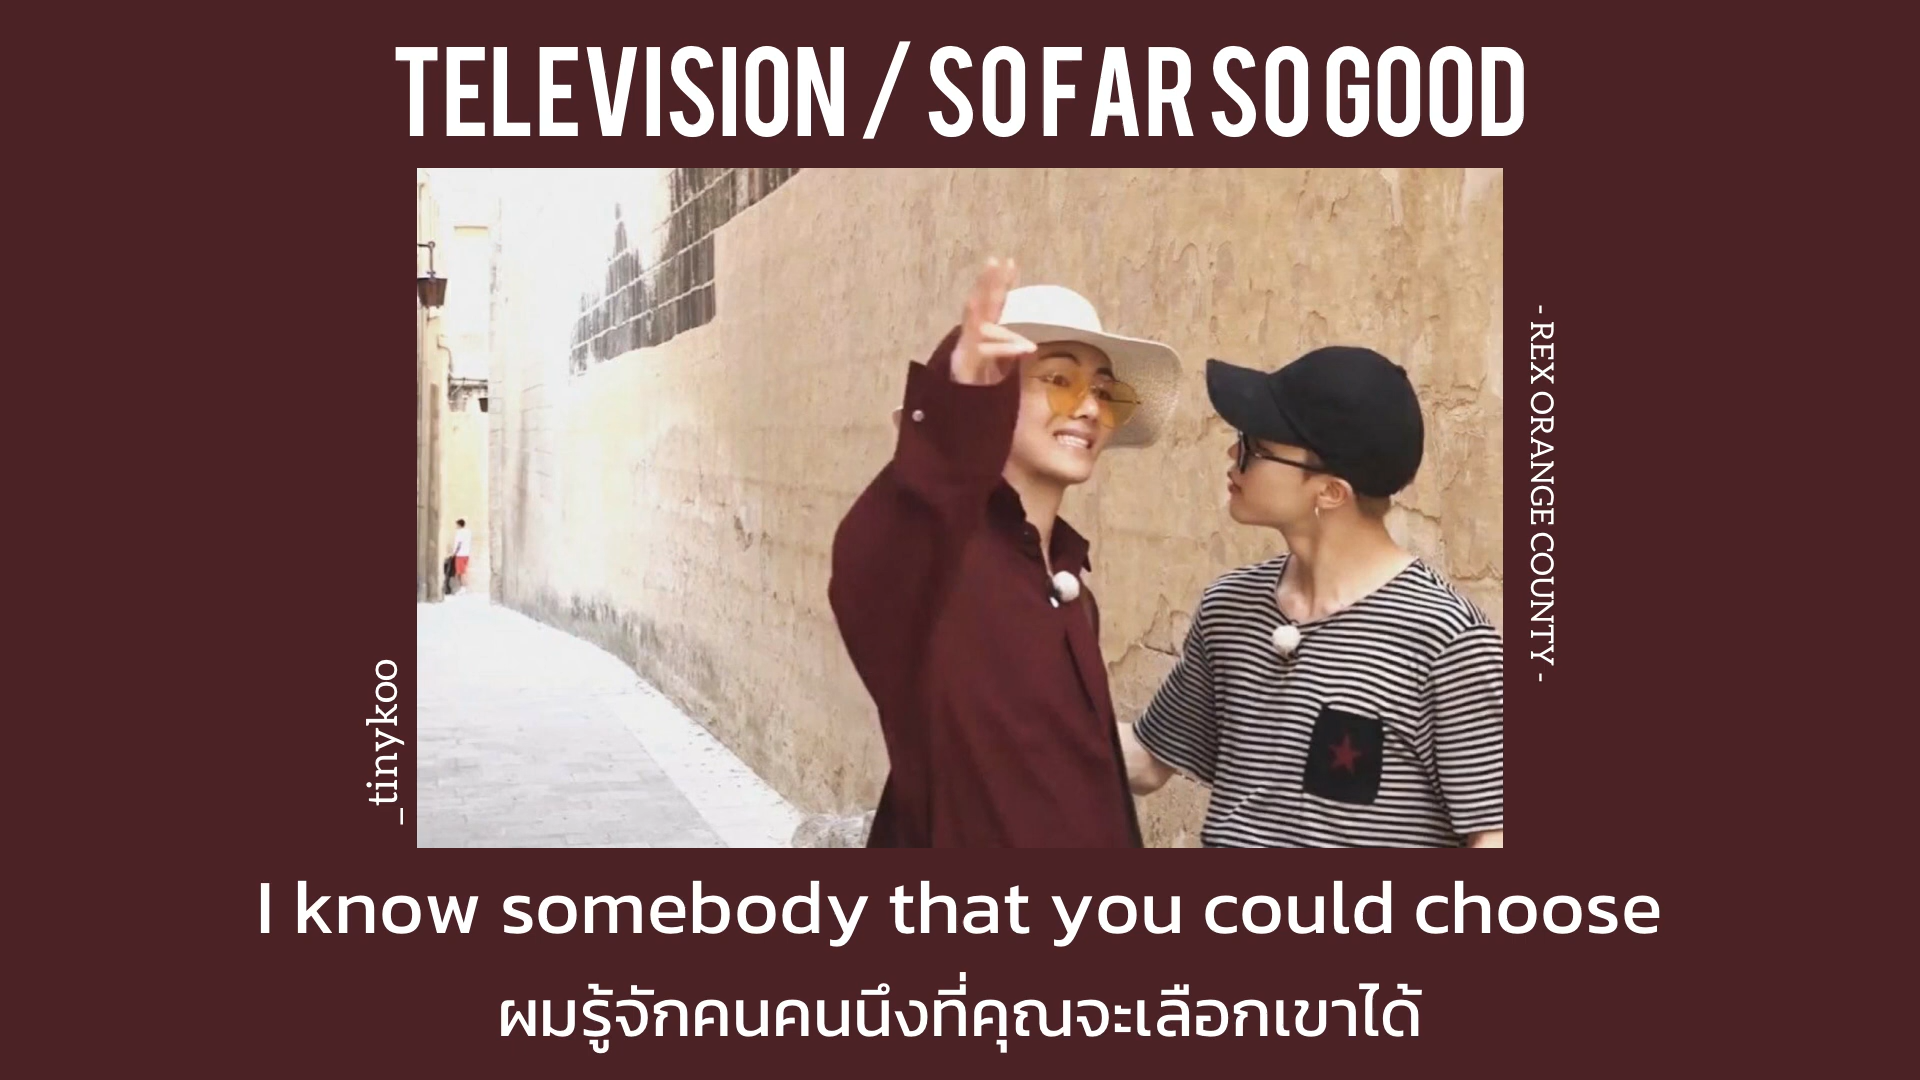 TELEVISION / SO FAR SO GOOD
- REX ORANGE COUNTY -
_tinykoo
I know somebody that you could choose
ผมรู้จักคนคนนึงที่คุณจะเลือกเขาได้